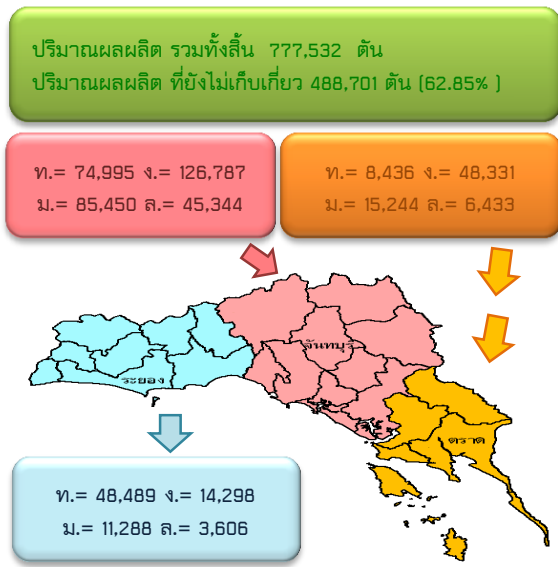 ปริมาณผลผลิต รวมทั้งสิ้น 777,532 ตัน
ปริมาณผลผลิต ที่ยังไม่เก็บเกี่ยว 488,701 ตัน (62.85% )
ท.= 74,995 ง.= 126,787
ม.= 85,450 ล.= 45,344
ท.= 8,436 ง.= 48,331
ม.= 15,244 ล.= 6,433
จันทบุรี
ระยอง
ตราด
ท.= 48,489 ง.= 14,298
ม.= 11,288 ล.= 3,606